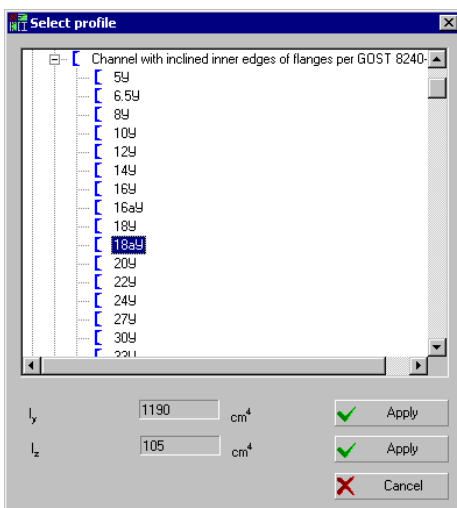 Select profile
Channel with inclined inner edges of flanges per GOST 8240-
5У
6.5У
8У
10У
12У
14У
16У
16аУ
18У
18аУ
20У
22У
24У
27У
30У
Iy 1190 cm4 Apply
Iz 105 cm4 Apply
Cancel